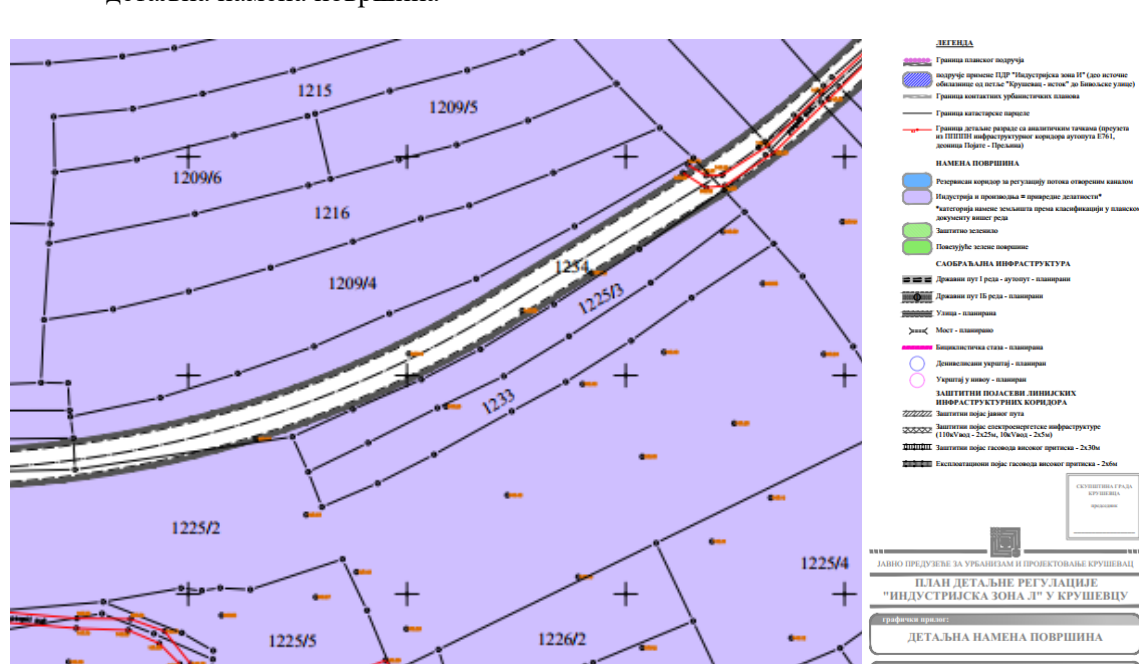 детаљна намена површина
1215
1209/5
1209/6
1216
1209/4
1234
1225/3
1233
1225/2
1225/4
1225/5
1226/2
ЛЕГЕНДА
Граница планског подручја
подручје примене ПДР "Индустријска зона И" (део источне
обилазнице од петље "Крушевац - исток" до Бивољске улице)
Граница контактних урбанистичких планова
Граница катастарске парцеле
Граница детаљне разраде са аналитичким тачкама (преузета
из ПППППН инфраструктурног коридора аутопута Е761,
деоница Појате - Прељина)
НАМЕНА ПОВРШИНА
Резервисан коридор за регулацију потока отвореним каналом
Индустрија и производња = привредне делатности*
*категорија намене земљишта према класификацији у планском
документу вишег реда
Заштитно зеленило
Повезујуће зелене површине
САОБРАЋАЈНА ИНФРАСТРУКТУРА
Државни пут I реда - аутопут - планирани
Државни пут IБ реда - планирани
Улица - планирана
Мост - планирано
Бициклистичка стаза - планирана
Денивелисани укрштај - планиран
Укрштај у нивоу - планиран
ЗАШТИТНИ ПОЈАСЕВИ ЛИНИЈСКИХ
ИНФРАСТРУКТУРНИХ КОРИДОРА
Заштитни појас јавног пута
Заштитни појас електроенергетске инфраструктуре
(110кVвод - 2x25м, 10кVвод - 2x5м)
Заштитни појас гасовода високог притиска - 2x30м
Експлоатациони појас гасовода високог притиска - 2x6м
СКУПШТИНА ГРАДА
КРУШЕВЦА
председник
ЈАВНО ПРЕДУЗЕЋЕ ЗА УРБАНИЗАМ И ПРОЈЕКТОВАЊЕ КРУШЕВАЦ
ПЛАН ДЕТАЉНЕ РЕГУЛАЦИЈЕ
"ИНДУСТРИЈСКА ЗОНА Л" У КРУШЕВЦУ
графички прилог:
ДЕТАЉНА НАМЕНА ПОВРШИНА